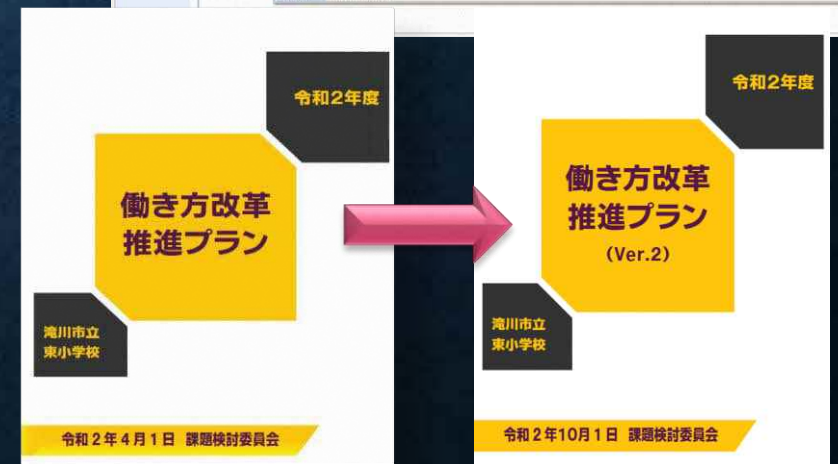 令和2年度
働き方改革
推進プラン
滝川市立
東小学校
令和2年4月1日 課題検討委員会
令和2年度
働き方改革
推進プラン
(Ver.2)
滝川市立
東小学校
令和2年10月1日 課題検討委員会